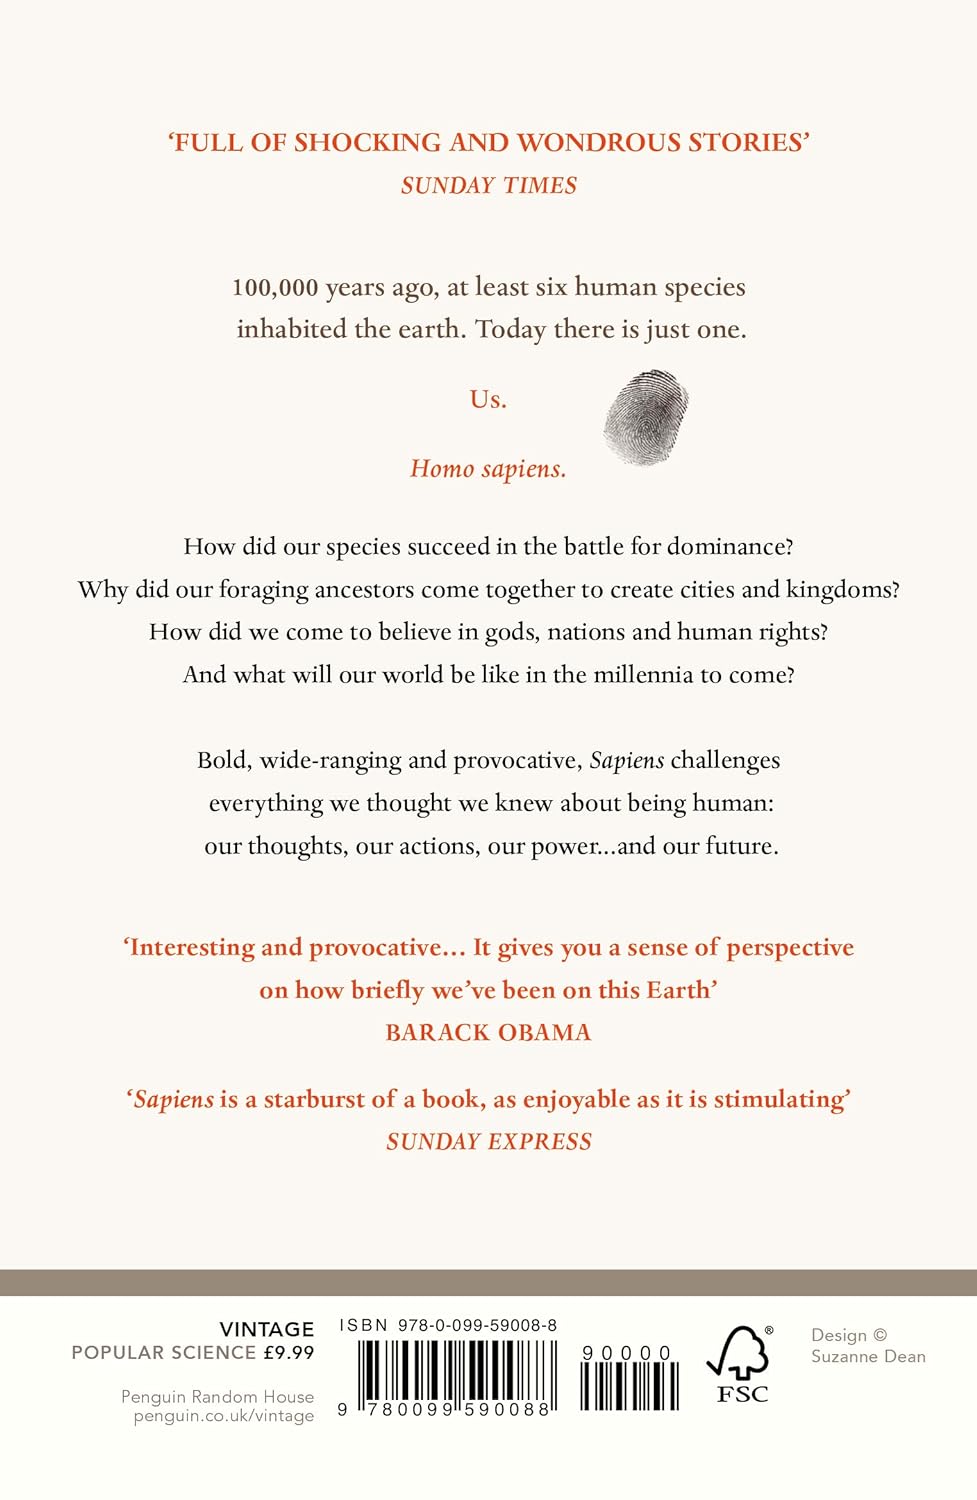 ‘FULL OF SHOCKING AND WONDROUS STORIES’
SUNDAY TIMES
100,000 years ago, at least six human species
inhabited the earth. Today there is just one.
Us.
Homo sapiens.
How did our species succeed in the battle for dominance?
Why did our foraging ancestors come together to create cities and kingdoms?
How did we come to believe in gods, nations and human rights?
And what will our world be like in the millennia to come?
Bold, wide-ranging and provocative, Sapiens challenges
everything we thought we knew about being human:
our thoughts, our actions, our power...and our future.
‘Interesting and provocative... It gives you a sense of perspective
on how briefly we’ve been on this Earth’
BARACK OBAMA
‘Sapiens is a starburst of a book, as enjoyable as it is stimulating’
SUNDAY EXPRESS
VINTAGE
POPULAR SCIENCE £9.99
Penguin Random House
penguin.co.uk/vintage
ISBN 978-0-099-59008-8
9 780099 590088
90000
®
FSC
Design ©
Suzanne Dean